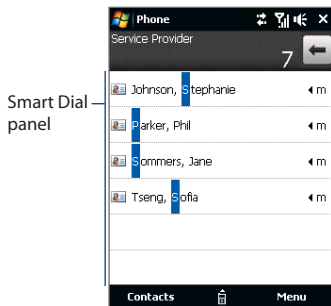 Phone
Service Provider
7
Smart Dial
panel
Johnson, Stephanie m
Parker, Phil m
Sommers, Jane m
Tseng, Sofia m
Contacts Menu